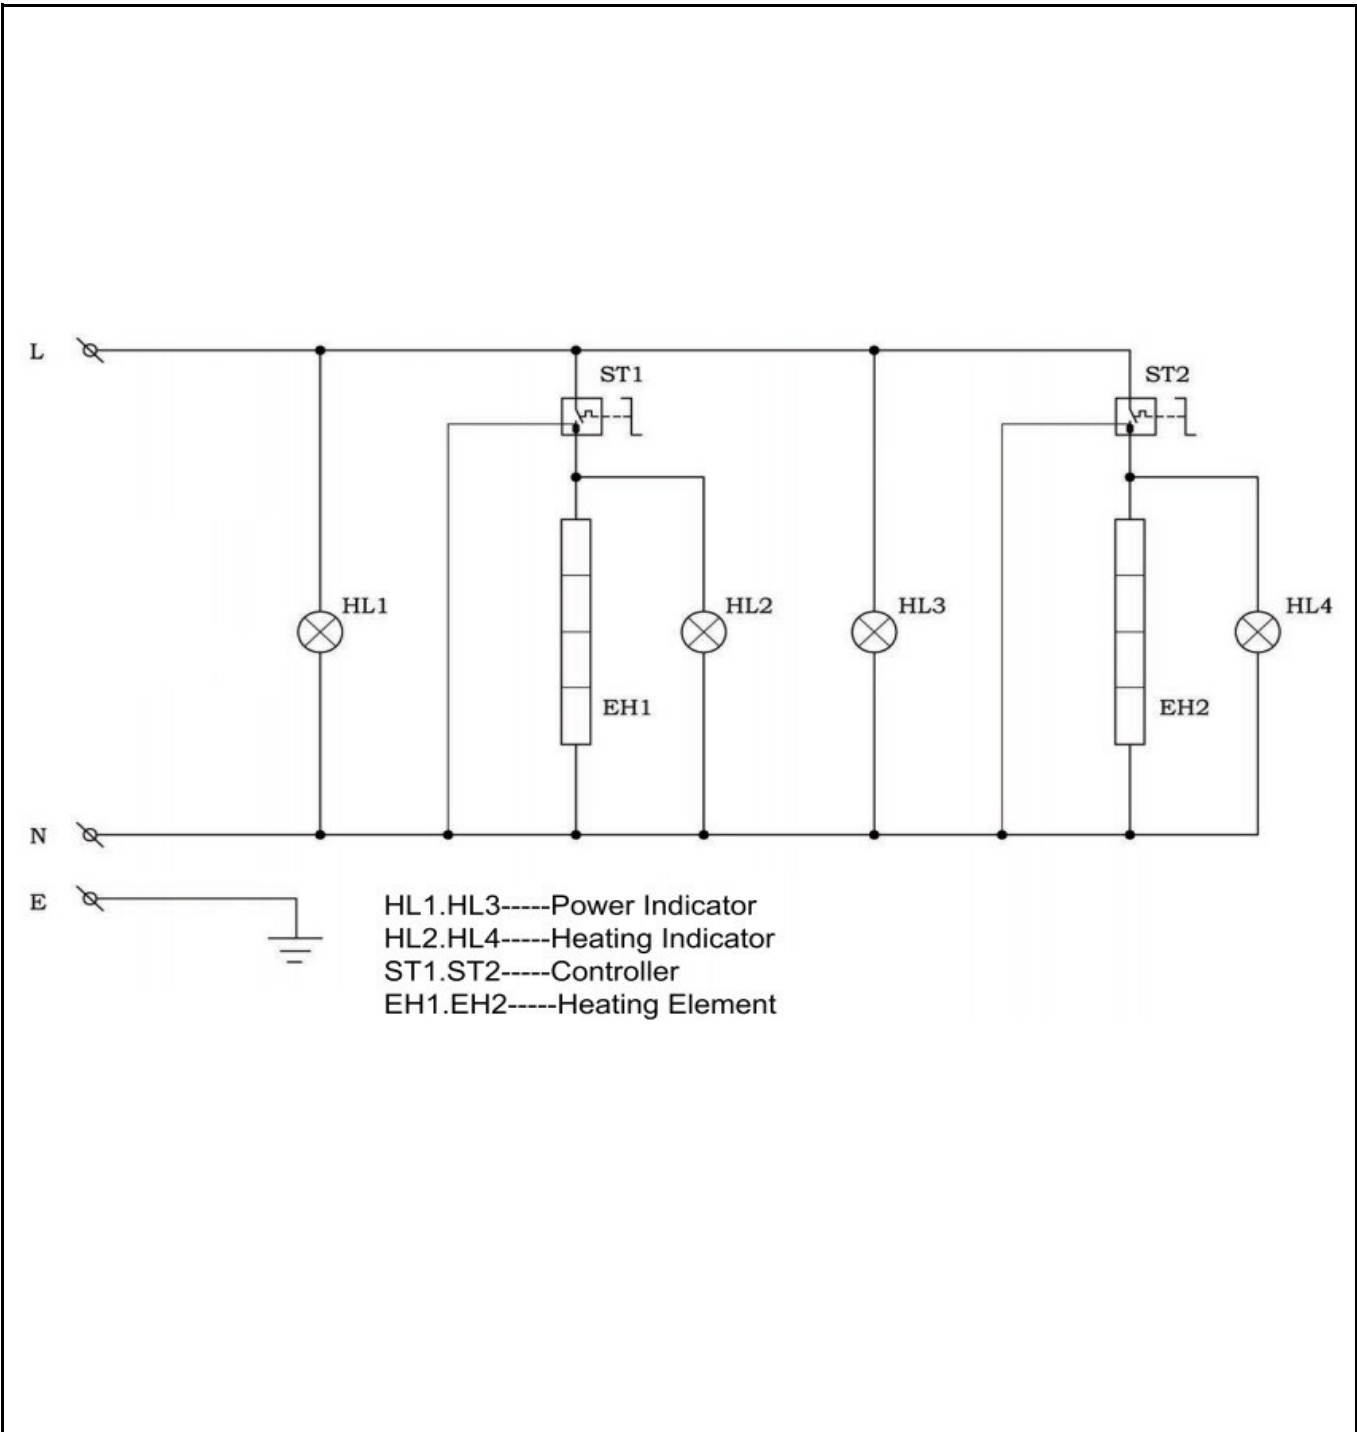 L
ST1
ST2
HL1
HL2
HL3
HL4
EH1
EH2
N
E
HL1.HL3-----Power Indicator
HL2.HL4-----Heating Indicator
ST1.ST2-----Controller
EH1.EH2-----Heating Element